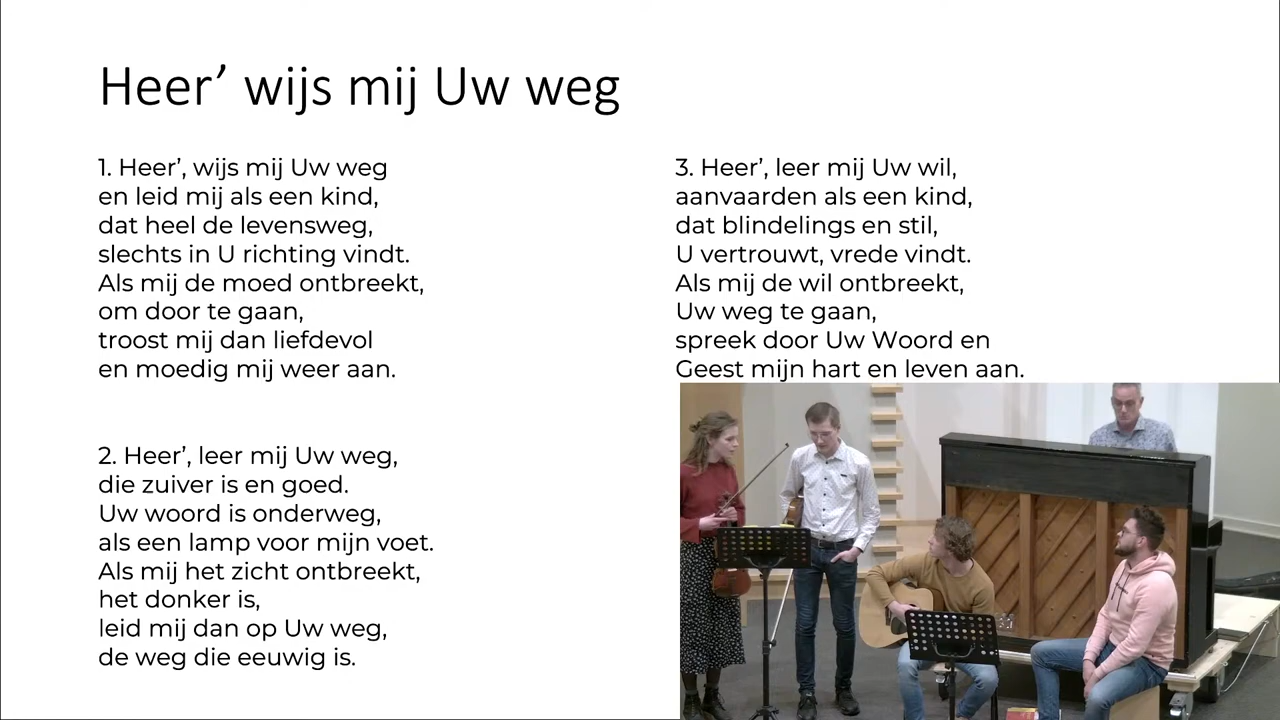 Heer’ wijs mij Uw weg
1. Heer’, wijs mij Uw weg
en leid mij als een kind,
dat heel de levensweg,
slechts in U richting vindt.
Als mij de moed ontbreekt,
om door te gaan,
troost mij dan liefdevol
en moedig mij weer aan.
2. Heer’, leer mij Uw weg,
die zuiver is en goed.
Uw woord is onderweg,
als een lamp voor mijn voet.
Als mij het zicht ontbreekt,
het donker is,
leid mij dan op Uw weg,
de weg die eeuwig is.
3. Heer’, leer mij Uw wil,
aanvaarden als een kind,
dat blindelings en stil,
U vertrouwt, vrede vindt.
Als mij de wil ontbreekt,
Uw weg te gaan,
spreek door Uw Woord en
Geest mijn hart en leven aan.